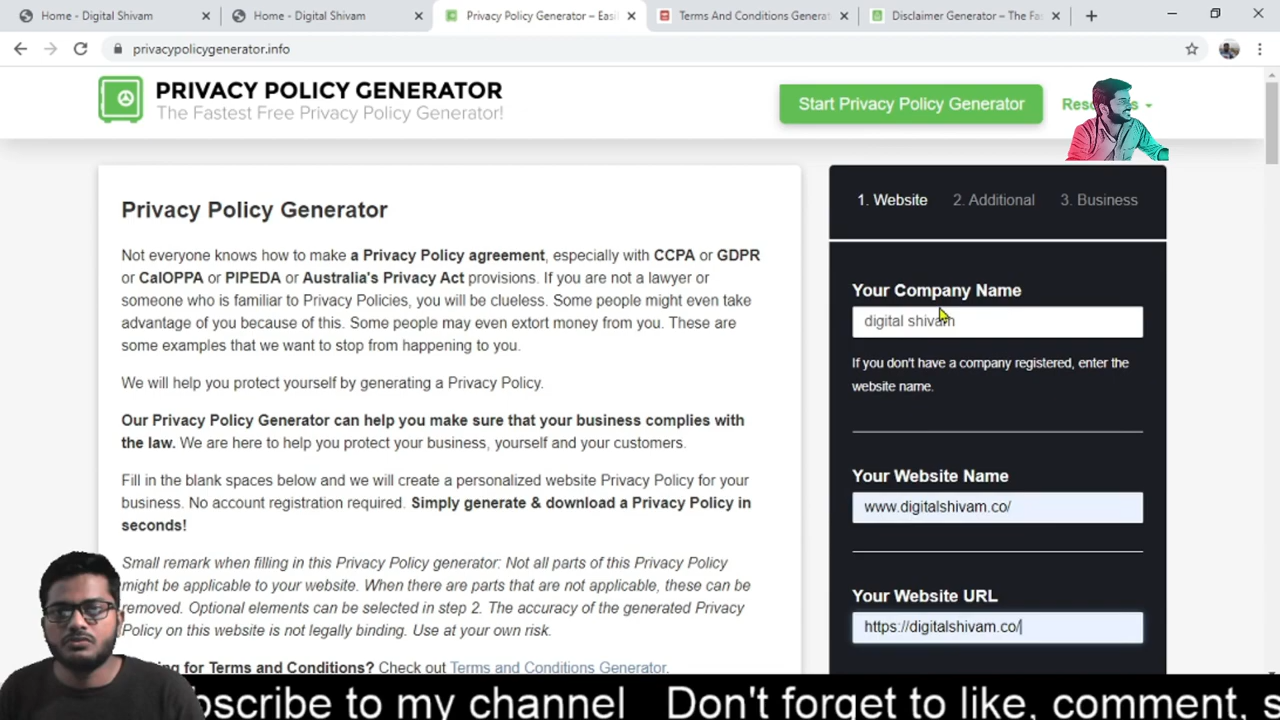 Home - Digital Shivam
Home - Digital Shivam
Privacy Policy Generator – Easil
Terms And Conditions Generat
Disclaimer Generator – The Fas
privacypolicygenerator.info
PRIVACY POLICY GENERATOR
The Fastest Free Privacy Policy Generator!
Start Privacy Policy Generator
1. Website
2. Additional
3. Business
Privacy Policy Generator
Not everyone knows how to make a Privacy Policy agreement, especially with CCPA or GDPR
or CalOPPA or PIPEDA or Australia's Privacy Act provisions. If you are not a lawyer or
someone who is familiar to Privacy Policies, you will be clueless. Some people might even take
advantage of you because of this. Some people may even extort money from you. These are
some examples that we want to stop from happening to you.
We will help you protect yourself by generating a Privacy Policy.
Our Privacy Policy Generator can help you make sure that your business complies with
the law. We are here to help you protect your business, yourself and your customers.
Fill in the blank spaces below and we will create a personalized website Privacy Policy for your
business. No account registration required. Simply generate & download a Privacy Policy in
seconds!
Small remark when filling in this Privacy Policy generator: Not all parts of this Privacy Policy
might be applicable to your website. When there are parts that are not applicable, these can be
removed. Optional elements can be selected in step 2. The accuracy of the generated Privacy
Policy on this website is not legally binding. Use at your own risk.
for Terms and Conditions? Check out Terms and Conditions Generator.
Your Company Name
digital shivam
If you don't have a company registered, enter the
website name.
Your Website Name
www.digitalshivam.co/
Your Website URL
https://digitalshivam.co/
bscribe to my channel Don't forget to like, comment, s